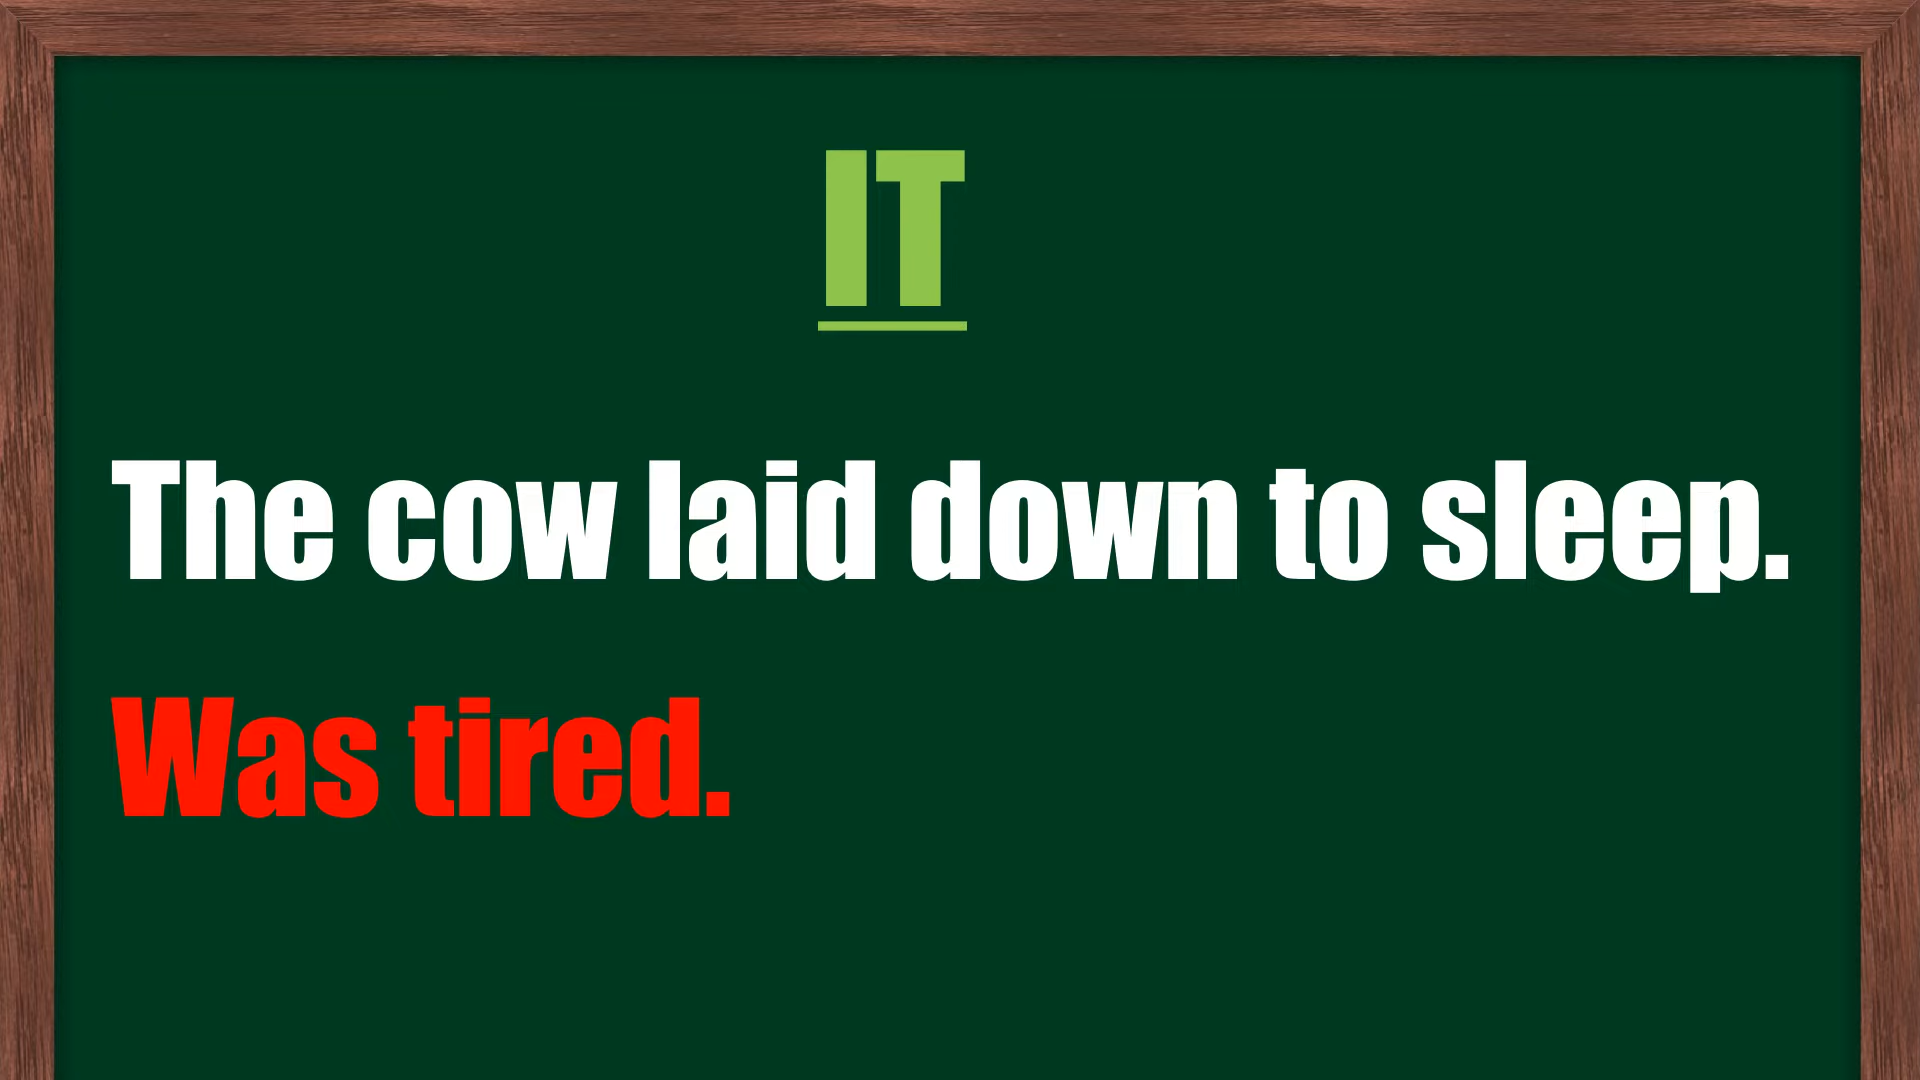 IT
The cow laid down to sleep.
Was tired.